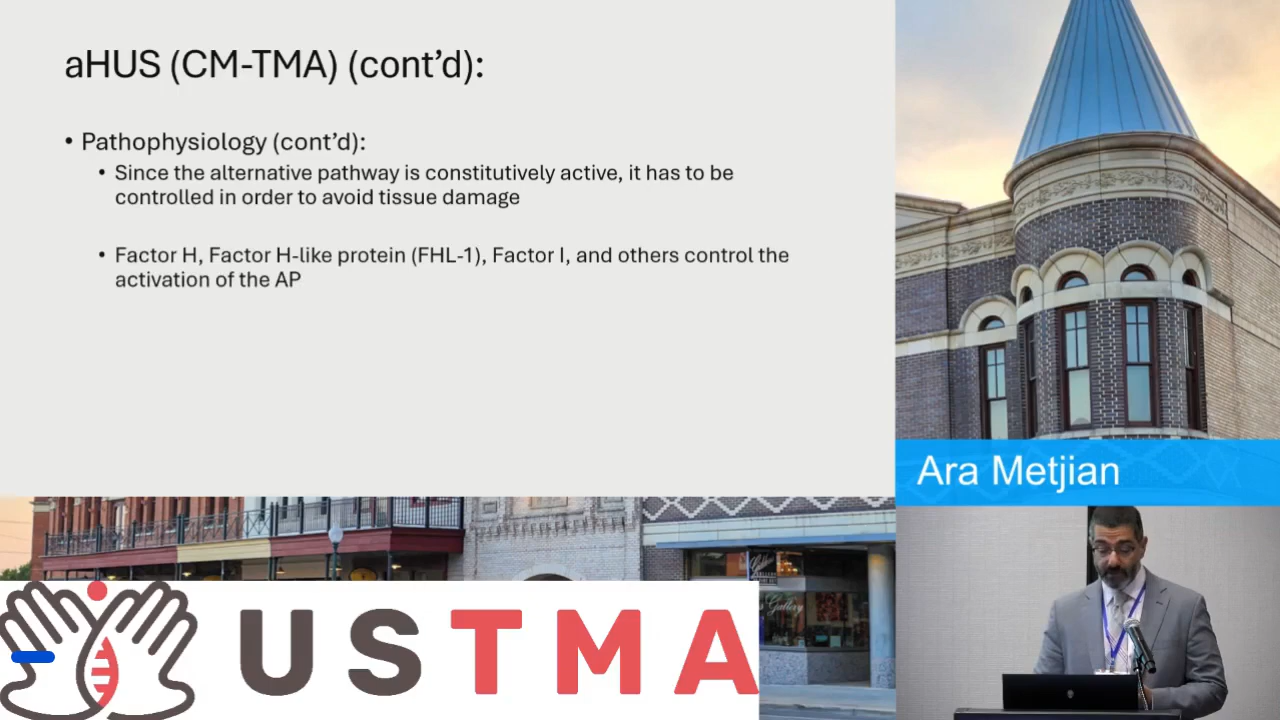 aHUS (CM-TMA) (cont’d):
• Pathophysiology (cont’d):
• Since the alternative pathway is constitutively active, it has to be
controlled in order to avoid tissue damage
• Factor H, Factor H-like protein (FHL-1), Factor I, and others control the
activation of the AP
Ara Metjian
Gallery
USTMA